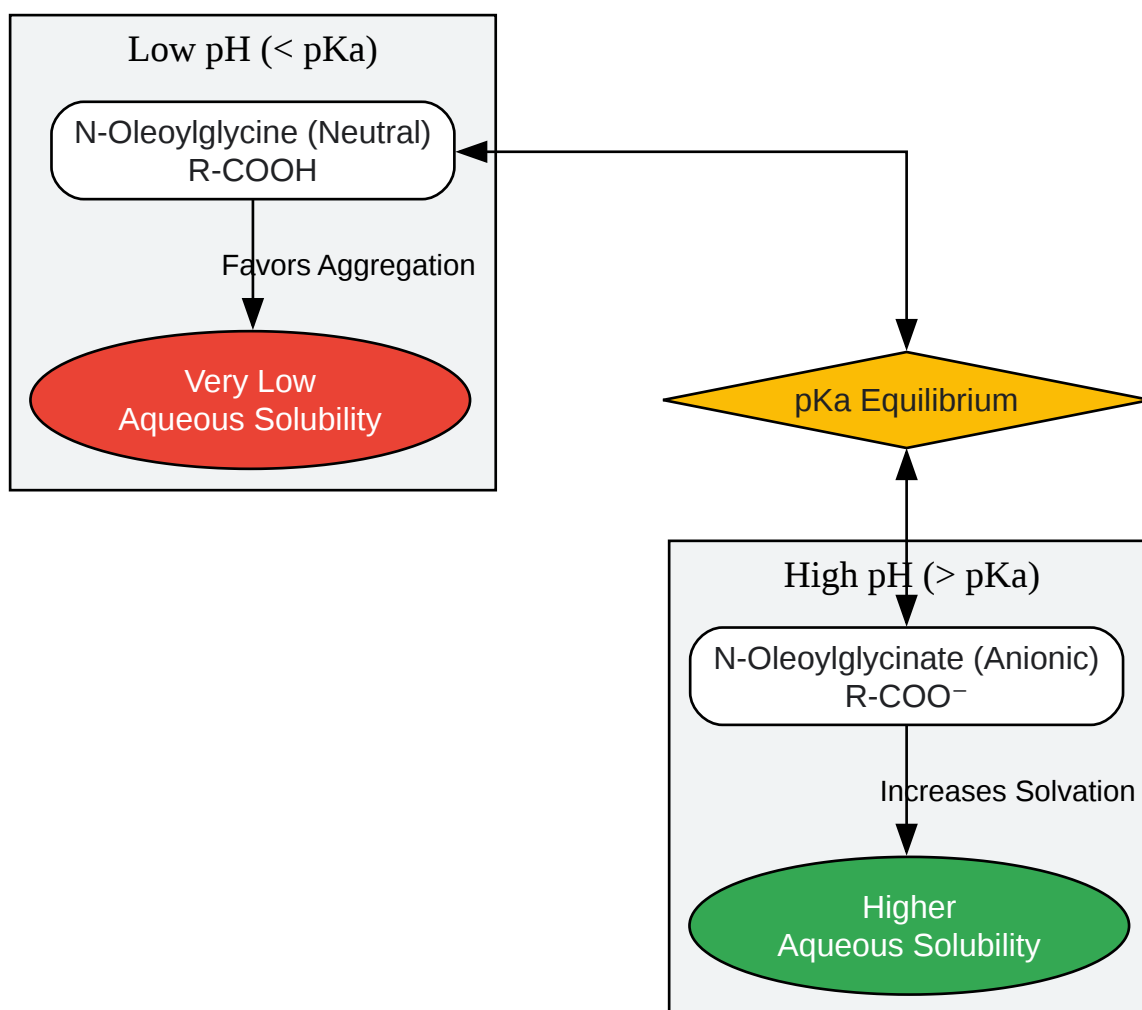 Low pH (< pKa)
N-Oleoylglycine (Neutral)
R-COOH
Favors Aggregation
Very Low
Aqueous Solubility
pKa Equilibrium
High pH (> pKa)
N-Oleoylglycinate (Anionic)
R-COO⁻
Increases Solvation
Higher
Aqueous Solubility